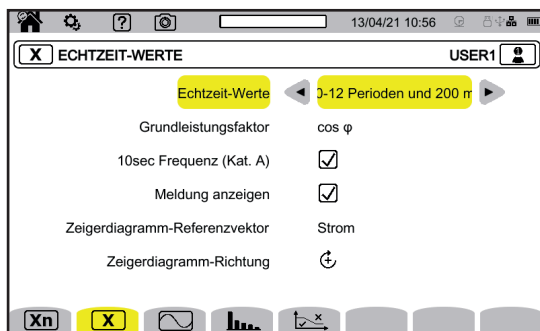 13/04/21 10:56
X ECHTZEIT-WERTE USER1
Echtzeit-Werte 0-12 Perioden und 200 m
Grundleistungsfaktor cos φ
10sec Frequenz (Kat. A)
Meldung anzeigen
Zeigerdiagramm-Referenzvektor Strom
Zeigerdiagramm-Richtung
Xn X